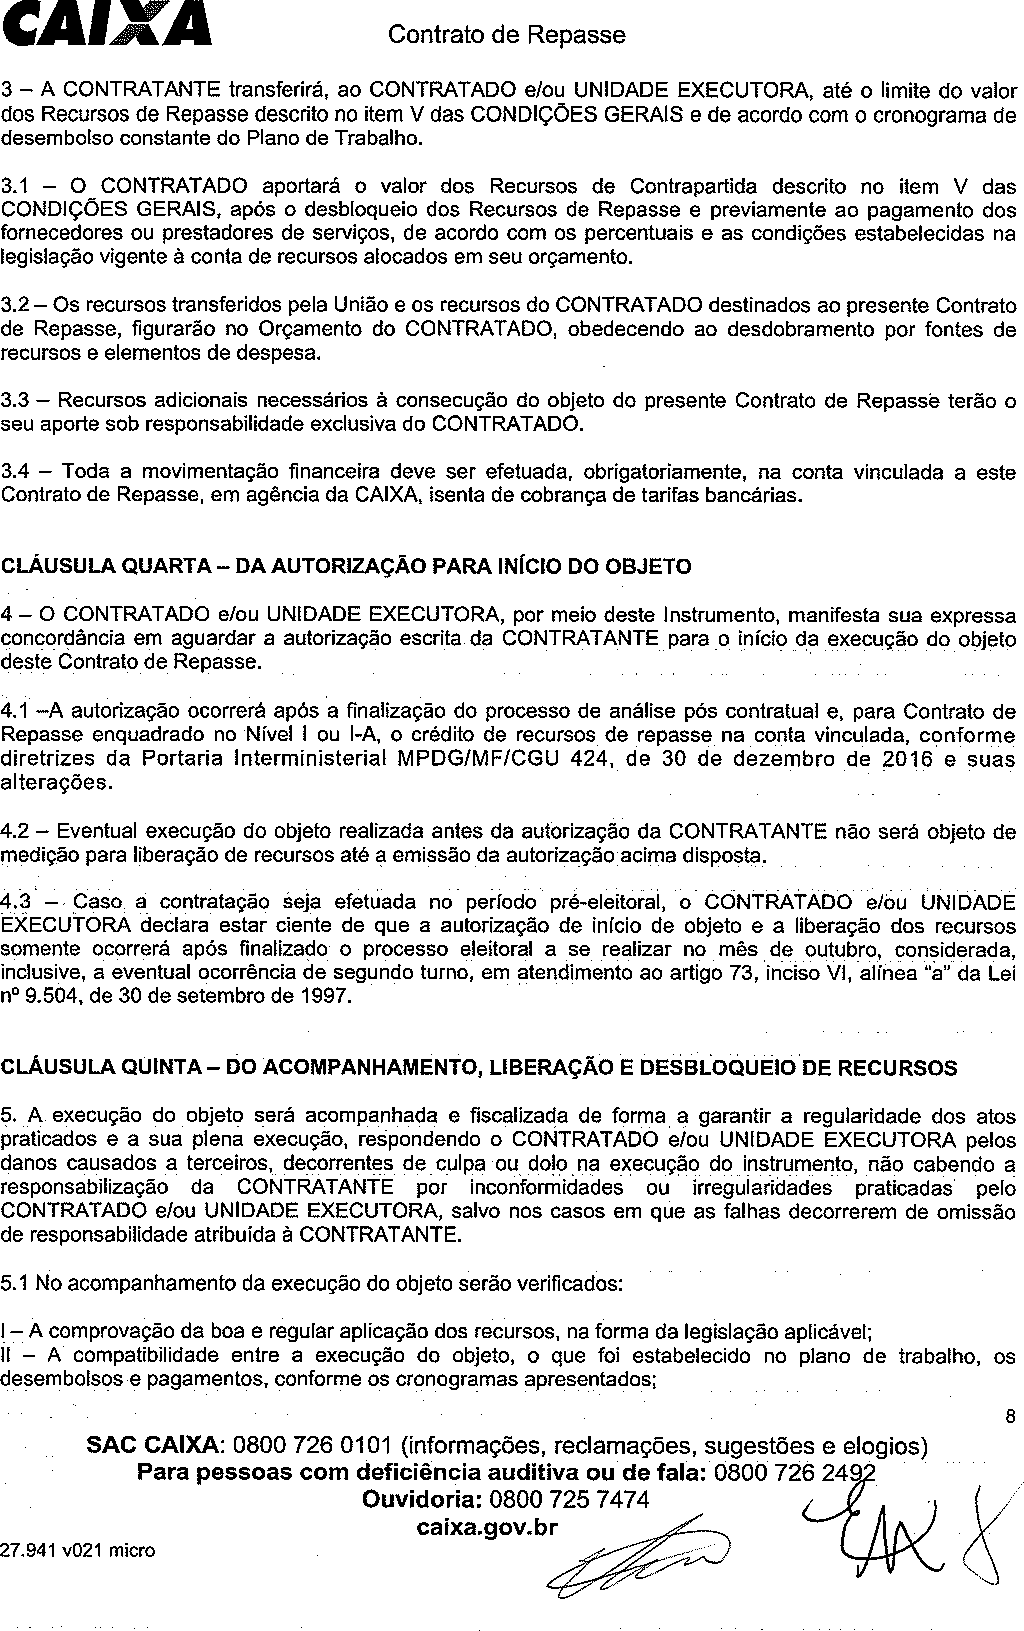 CAIXA
Contrato de Repasse
3 – A CONTRATANTE transferirá, ao CONTRATADO e/ou UNIDADE EXECUTORA, até o limite do valor
dos Recursos de Repasse descrito no item V das CONDIÇÕES GERAIS e de acordo com o cronograma de
desembolso constante do Plano de Trabalho.
3.1 – O CONTRATADO aportará o valor dos Recursos de Contrapartida descrito no item V das
CONDIÇÕES GERAIS, após o desbloqueio dos Recursos de Repasse e previamente ao pagamento dos
fornecedores ou prestadores de serviços, de acordo com os percentuais e as condições estabelecidas na
legislação vigente à conta de recursos alocados em seu orçamento.
3.2 – Os recursos transferidos pela União e os recursos do CONTRATADO destinados ao presente Contrato
de Repasse, figurarão no Orçamento do CONTRATADO, obedecendo ao desdobramento por fontes de
recursos e elementos de despesa.
3.3 – Recursos adicionais necessários à consecução do objeto do presente Contrato de Repasse terão o
seu aporte sob responsabilidade exclusiva do CONTRATADO.
3.4 – Toda a movimentação financeira deve ser efetuada, obrigatoriamente, na conta vinculada a este
Contrato de Repasse, em agência da CAIXA, isenta de cobrança de tarifas bancárias.
CLÁUSULA QUARTA – DA AUTORIZAÇÃO PARA INÍCIO DO OBJETO
4 – O CONTRATADO e/ou UNIDADE EXECUTORA, por meio deste Instrumento, manifesta sua expressa
concordância em aguardar a autorização escrita da CONTRATANTE para o início da execução do objeto
deste Contrato de Repasse.
4.1 –A autorização ocorrerá após a finalização do processo de análise pós contratual e, para Contrato de
Repasse enquadrado no Nível I ou I-A, o crédito de recursos de repasse na conta vinculada, conforme
diretrizes da Portaria Interministerial MPDG/MF/CGU 424, de 30 de dezembro de 2016 e suas
alterações.
4.2 – Eventual execução do objeto realizada antes da autorização da CONTRATANTE não será objeto de
medição para liberação de recursos até a emissão da autorização acima disposta.
4.3 – Caso a contratação seja efetuada no período pré-eleitoral, o CONTRATADO e/ou UNIDADE
EXECUTORA declara estar ciente de que a autorização de início de objeto e a liberação dos recursos
somente ocorrerá após finalizado o processo eleitoral a se realizar no mês de outubro, considerada,
inclusive, a eventual ocorrência de segundo turno, em atendimento ao artigo 73, inciso VI, alínea “a” da Lei
nº 9.504, de 30 de setembro de 1997.
CLÁUSULA QUINTA – DO ACOMPANHAMENTO, LIBERAÇÃO E DESBLOQUEIO DE RECURSOS
5. A execução do objeto será acompanhada e fiscalizada de forma a garantir a regularidade dos atos
praticados e a sua plena execução, respondendo o CONTRATADO e/ou UNIDADE EXECUTORA pelos
danos causados a terceiros, decorrentes de culpa ou dolo na execução do instrumento, não cabendo a
responsabilização da CONTRATANTE por inconformidades ou irregularidades praticadas pelo
CONTRATADO e/ou UNIDADE EXECUTORA, salvo nos casos em que as falhas decorrerem de omissão
de responsabilidade atribuída à CONTRATANTE.
5.1 No acompanhamento da execução do objeto serão verificados:
I – A comprovação da boa e regular aplicação dos recursos, na forma da legislação aplicável;
II – A compatibilidade entre a execução do objeto, o que foi estabelecido no plano de trabalho, os
desembolsos e pagamentos, conforme os cronogramas apresentados;
8
SAC CAIXA: 0800 726 0101 (informações, reclamações, sugestões e elogios)
Para pessoas com deficiência auditiva ou de fala: 0800 726 2492
Ouvidoria: 0800 725 7474
caixa.gov.br
27.941 v021 micro